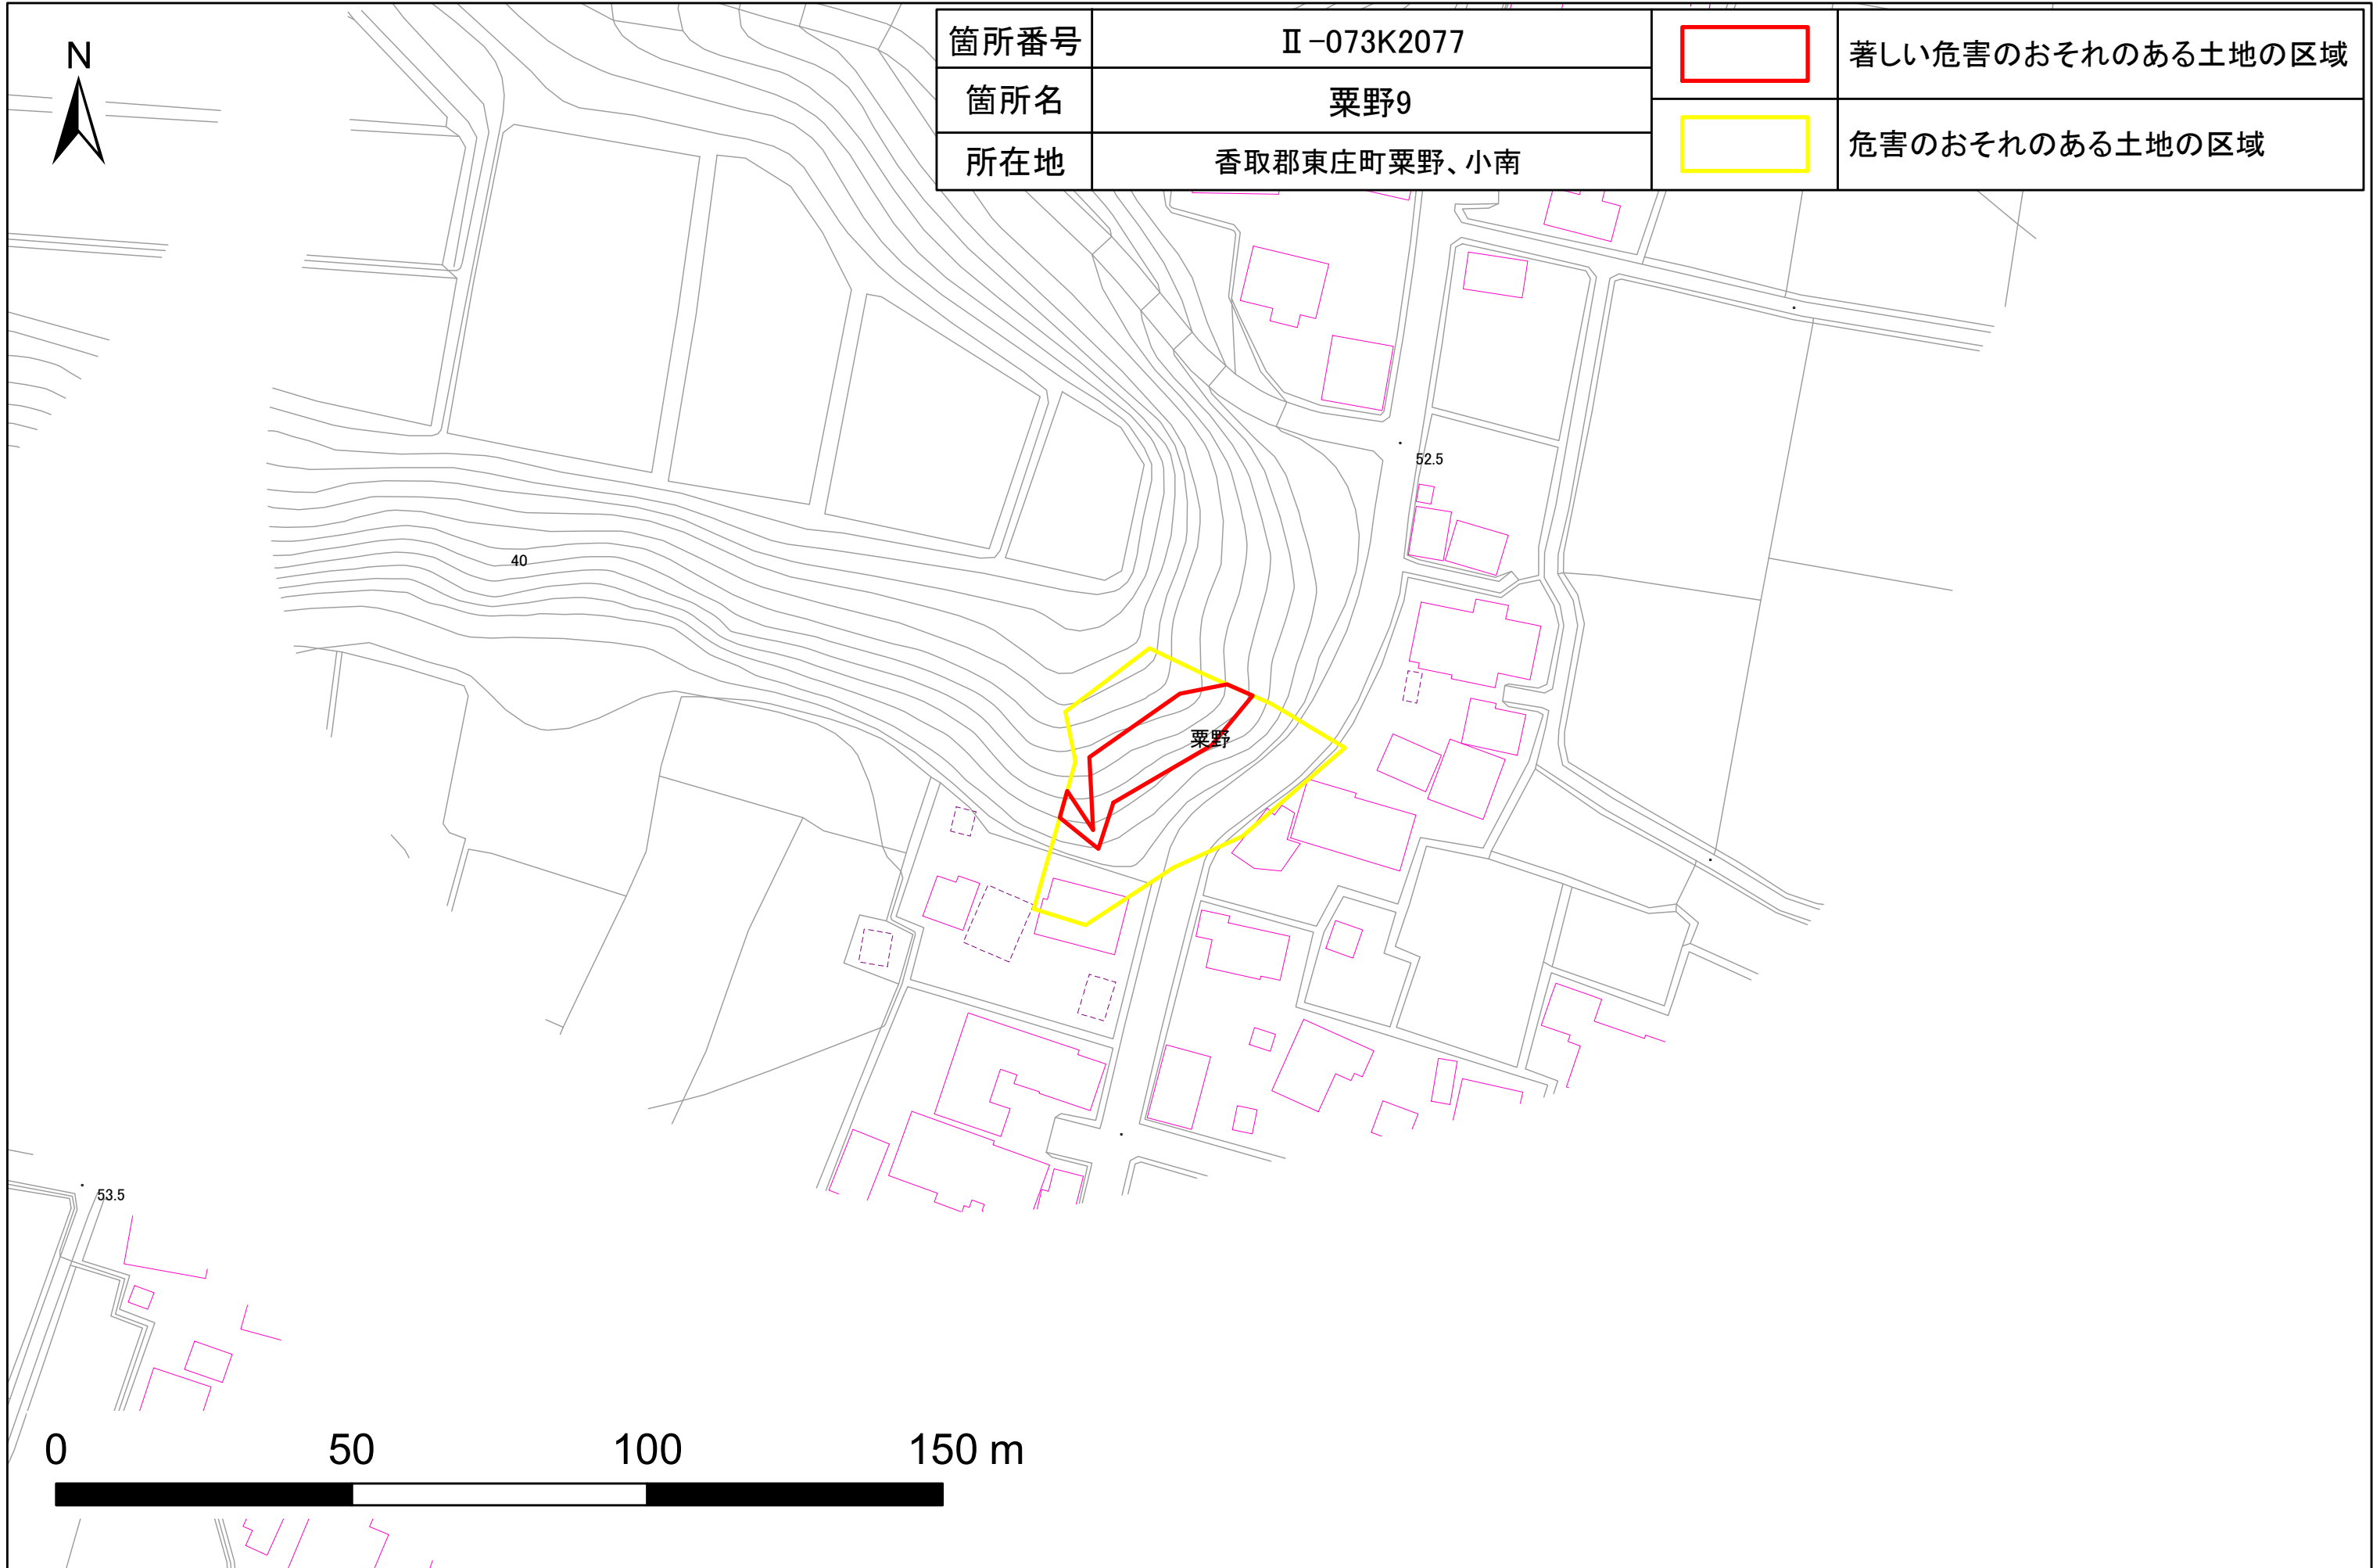 N
箇所番号 Ⅱ-073K2077
箇所名 粟野9
所在地 香取郡東庄町粟野、小南
著しい危害のおそれのある土地の区域
危害のおそれのある土地の区域
52.5
40
粟野
53.5
0 50 100 150 m